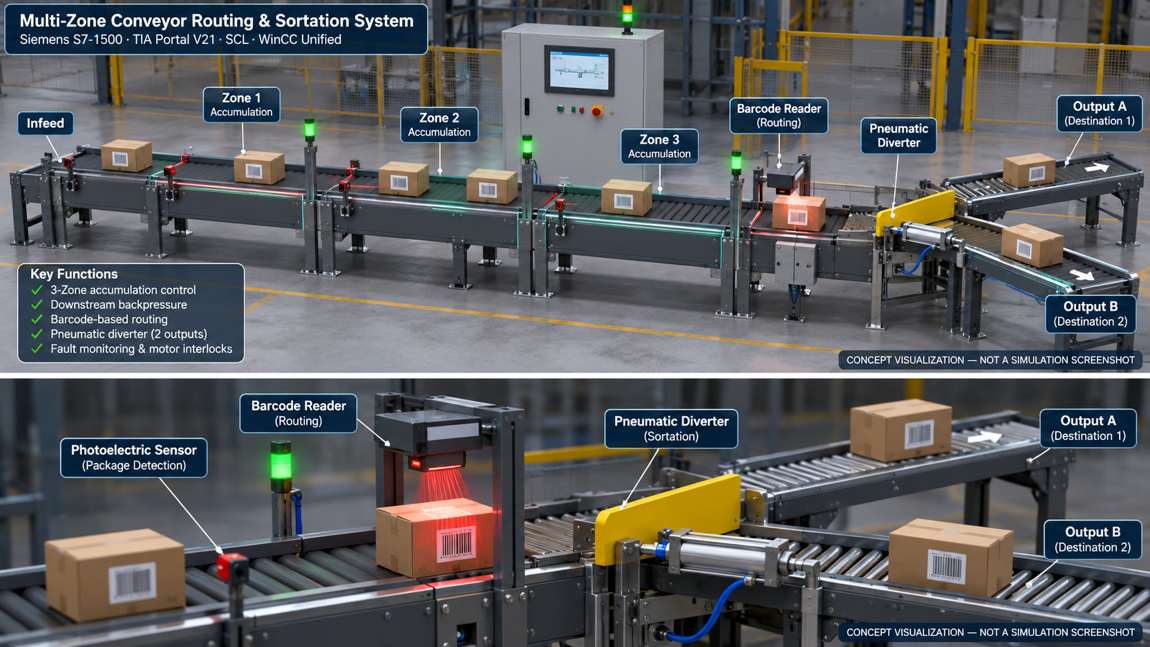 Multi-Zone Conveyor Routing & Sortation System
Siemens S7-1500 · TIA Portal V21 · SCL · WinCC Unified
Infeed
Zone 1
Accumulation
Zone 2
Accumulation
Zone 3
Accumulation
Barcode Reader
(Routing)
Pneumatic
Diverter
Output A
(Destination 1)
Output B
(Destination 2)
Key Functions
✓ 3-Zone accumulation control
✓ Downstream backpressure
✓ Barcode-based routing
✓ Pneumatic diverter (2 outputs)
✓ Fault monitoring & motor interlocks
CONCEPT VISUALIZATION — NOT A SIMULATION SCREENSHOT
Photoelectric Sensor
(Package Detection)
Barcode Reader
(Routing)
Pneumatic Diverter
(Sortation)
Output A
(Destination 1)
Output B
(Destination 2)
CONCEPT VISUALIZATION — NOT A SIMULATION SCREENSHOT